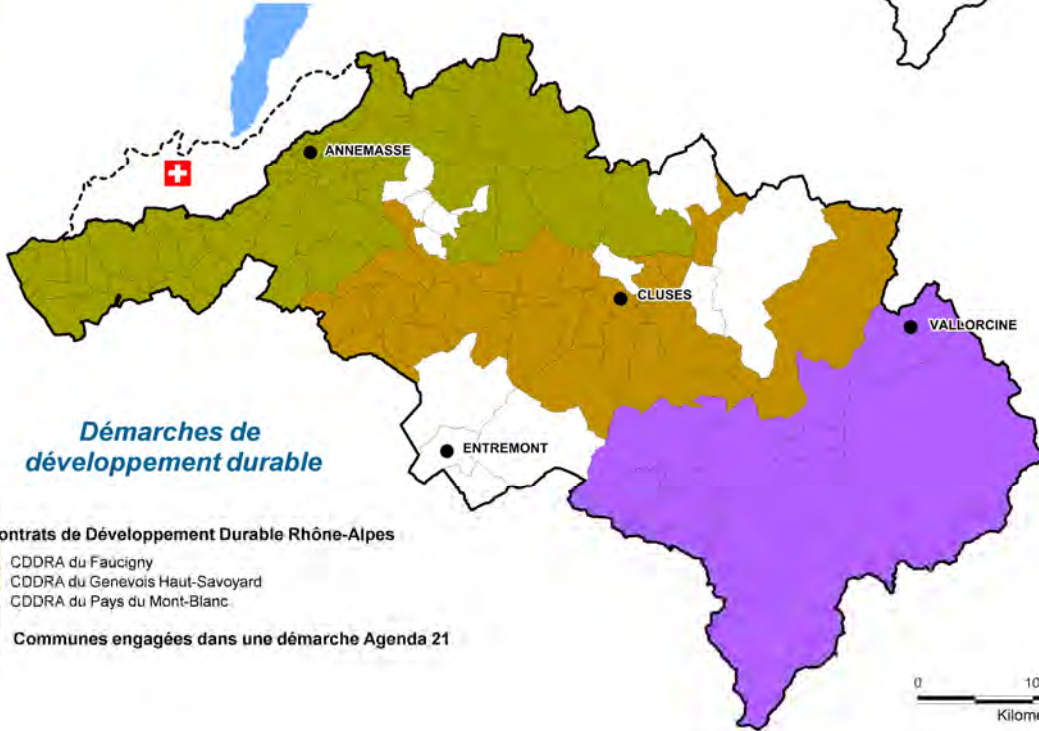 ANNEMASSE
CLUSES
VALLORCINE
ENTREMONT
Démarches de
développement durable
ontrats de Développement Durable Rhône-Alpes
CDDRA du Faucigny
CDDRA du Genevois Haut-Savoyard
CDDRA du Pays du Mont-Blanc
Communes engagées dans une démarche Agenda 21
0 10
Kilome